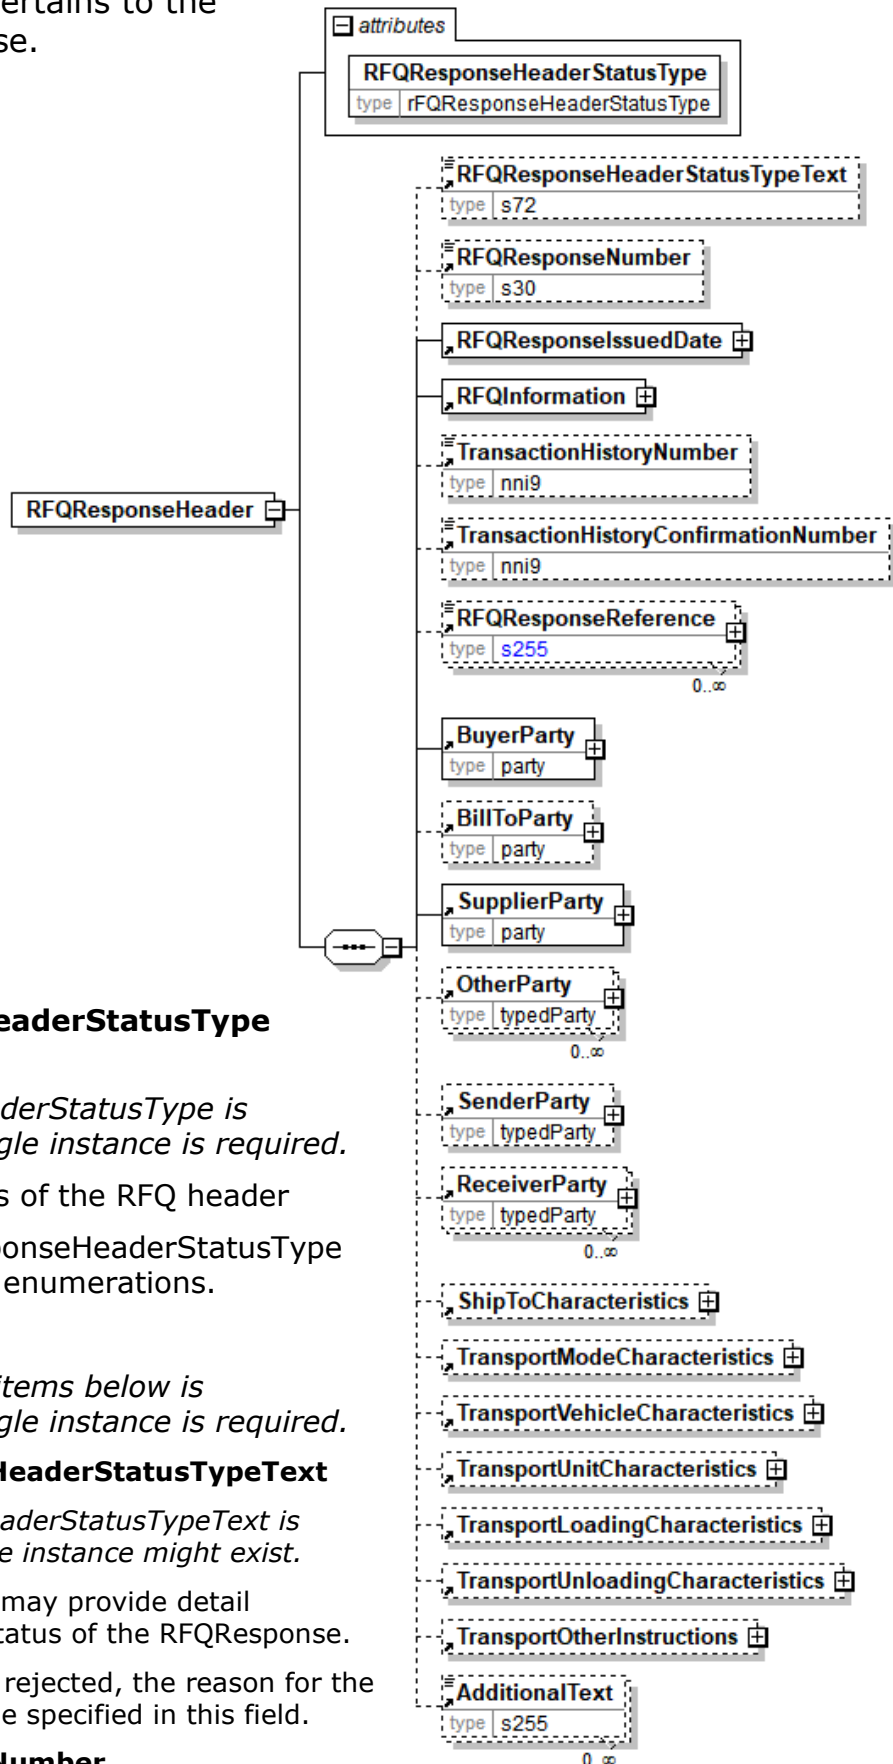 ertains to the
se.
attributes
RFQResponseHeaderStatusType
type rFQResponseHeaderStatusType
RFQResponseHeaderStatusTypeText
type s72
RFQResponseNumber
type s30
RFQResponseIssuedDate
RFQInformation
TransactionHistoryNumber
type nni9
RFQResponseHeader
TransactionHistoryConfirmationNumber
type nni9
RFQResponseReference
type s255
0..∞
BuyerParty
type party
BillToParty
type party
SupplierParty
type party
OtherParty
type typedParty
0..∞
SenderParty
type typedParty
ReceiverParty
type typedParty
0..∞
ShipToCharacteristics
TransportModeCharacteristics
TransportVehicleCharacteristics
TransportUnitCharacteristics
TransportLoadingCharacteristics
TransportUnloadingCharacteristics
TransportOtherInstructions
AdditionalText
type s255
0..∞
eaderStatusType
derStatusType is
gle instance is required.
s of the RFQ header
ponseHeaderStatusType
enumerations.
items below is
gle instance is required.
HeaderStatusTypeText
aderStatusTypeText is
e instance might exist.
may provide detail
tatus of the RFQResponse.
rejected, the reason for the
e specified in this field.
Number